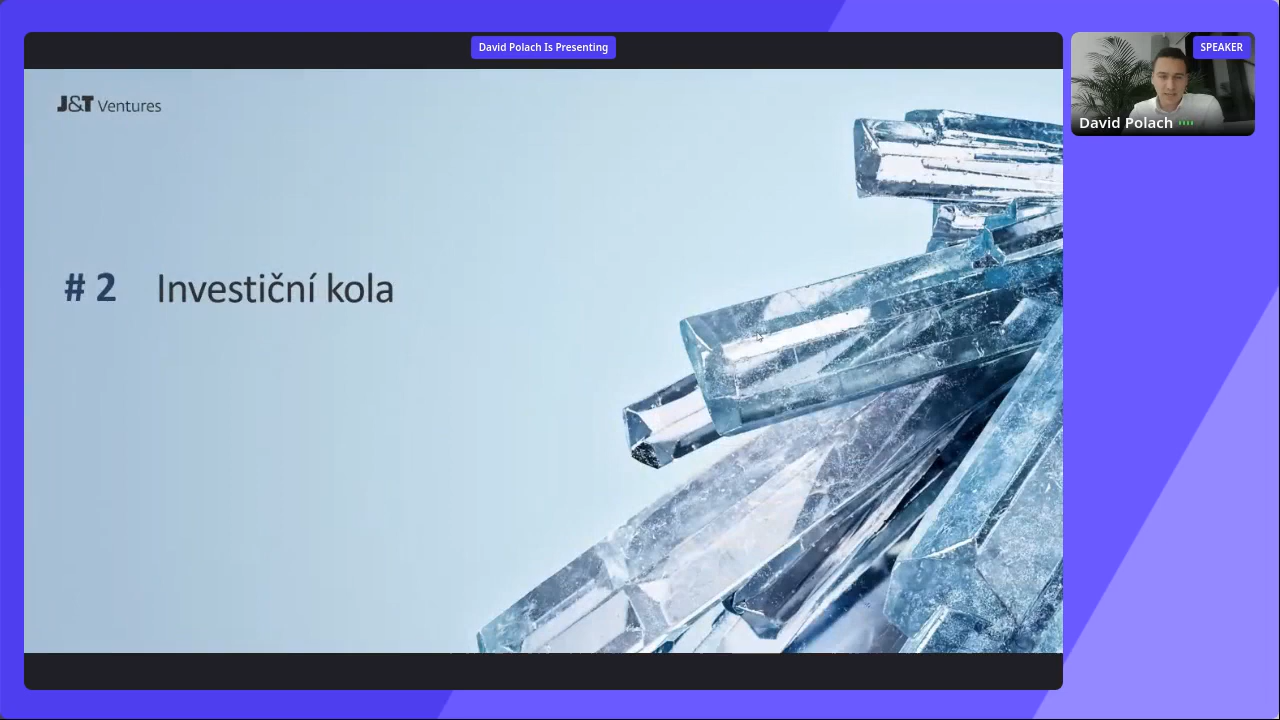 David Polach Is Presenting
SPEAKER
David Polach
J&T Ventures
# 2 Investiční kola